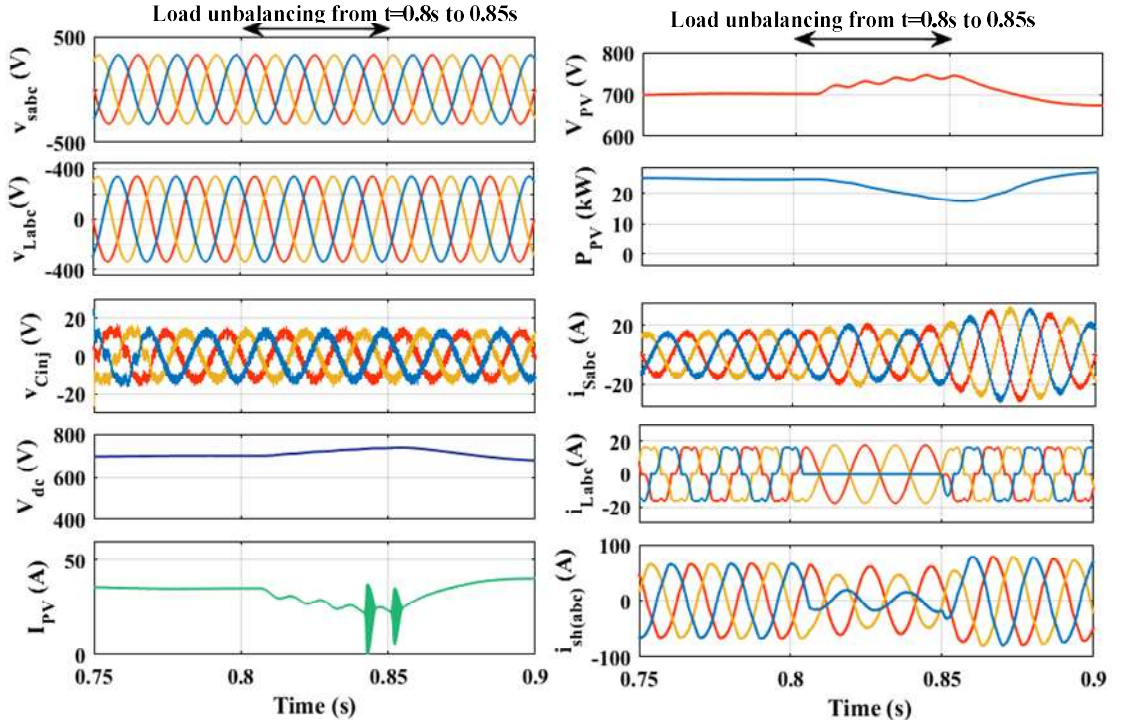 Load unbalancing from t=0.8s to 0.85s
500
-500
v_sabc (V)
-400
0
-400
v_Labc(V)
20
0
-20
v_Cinj (V)
800
600
400
V_dc (V)
50
0
I_PV (A)
0.75
0.8
0.85
0.9
Time (s)
Load unbalancing from t=0.8s to 0.85s
800
700
600
V_PV (V)
20
10
0
P_PV (kW)
20
-20
i_Sabc (A)
20
0
-20
i_Labc(A)
100
0
-100
i_sh(abc) (A)
0.75
0.8
0.85
0.9
Time (s)